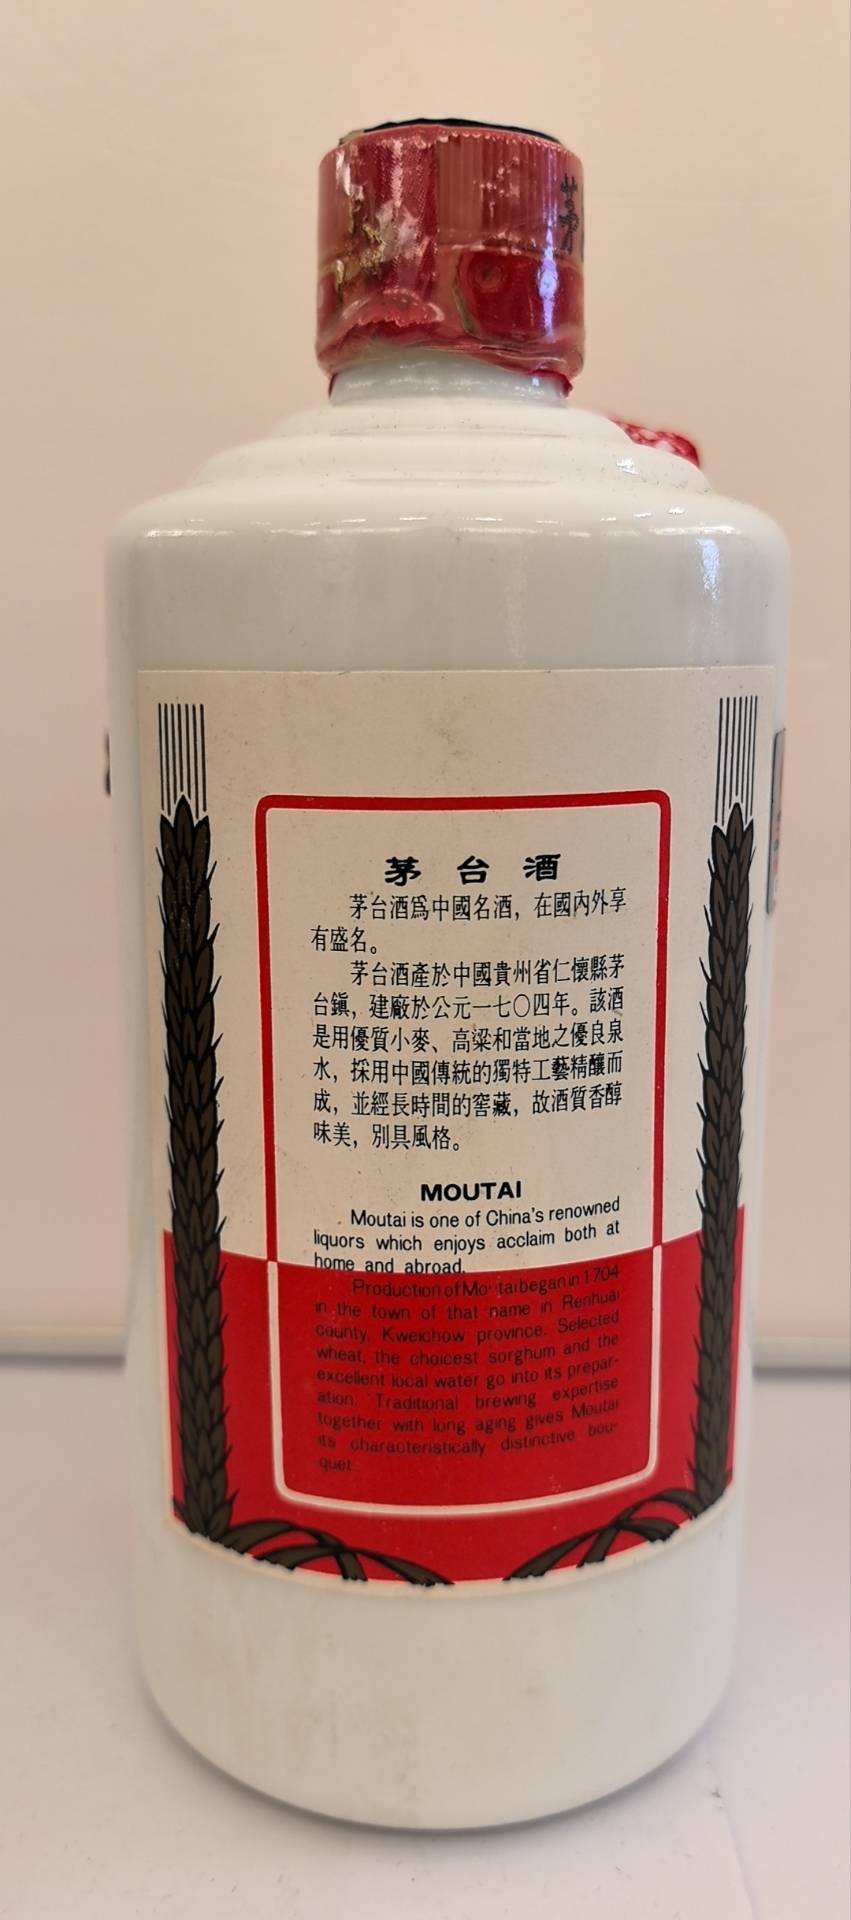 茅
茅台酒
茅台酒爲中國名酒，在國內外享
有盛名。
茅台酒產於中國貴州省仁懷縣茅
台鎭，建廠於公元一七〇四年。該酒
是用優質小麥、高粱和當地之優良泉
水，採用中國傳統的獨特工藝精釀而
成，並經長時間的窖藏，故酒質香醇
味美，別具風格。
MOUTAI
Moutai is one of China's renowned
liquors which enjoys acclaim both at
home and abroad.
Production of Moutai began in 1704
in the town of that name in Renhuai
county, Kweichow province. Selected
wheat, the choicest sorghum and the
excellent local water go into its prepar-
ation. Traditional brewing expertise
together with long aging gives Moutai
its characteristically distinctive bou-
quet